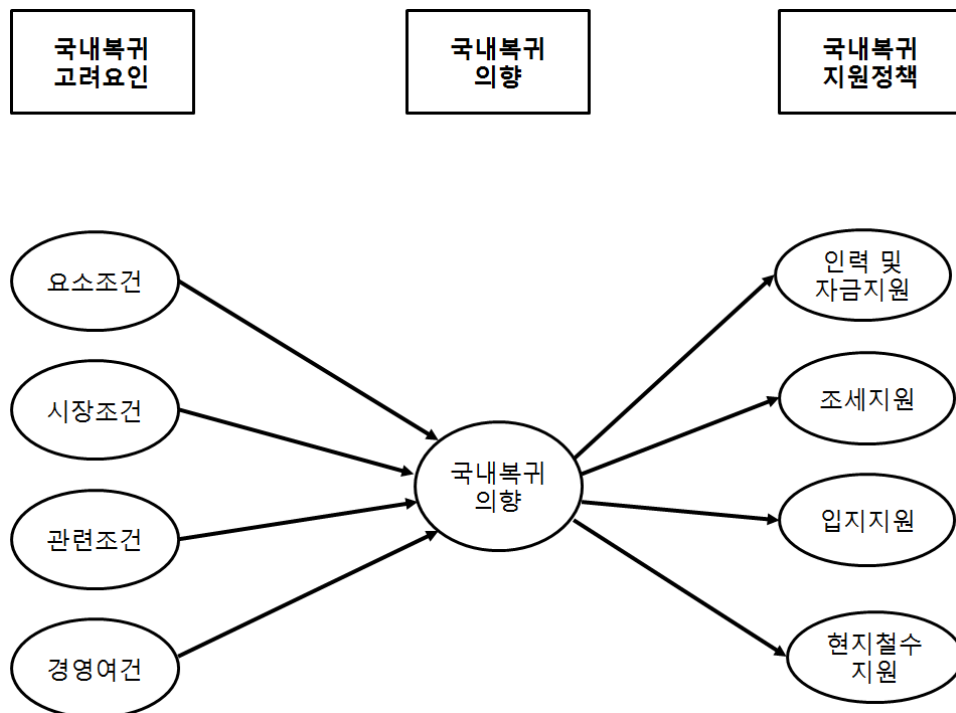 국내복귀
고려요인
국내복귀
의향
국내복귀
지원정책
요소조건
시장조건
관련조건
경영여건
국내복귀
의향
인력 및
자금지원
조세지원
입지지원
현지철수
지원